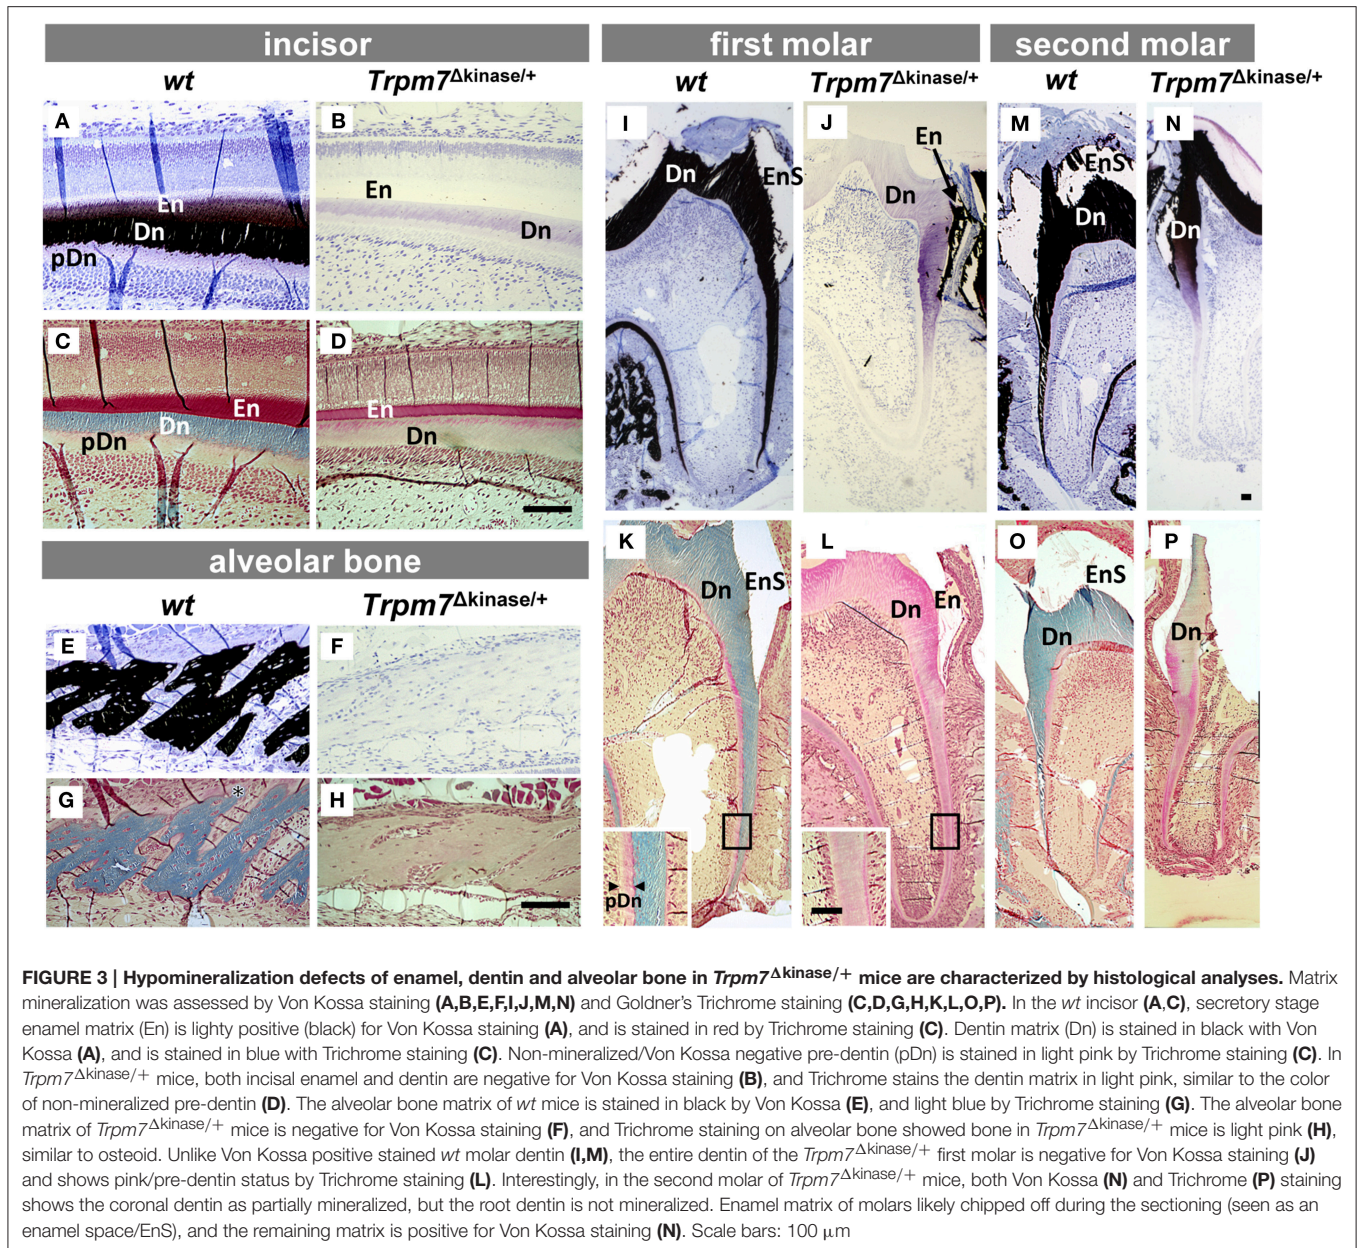 incisor
first molar
second molar
wt
Trpm7Δkinase/+
wt
Trpm7Δkinase/+
wt
Trpm7Δkinase/+
A
En
Dn
pDn
B
En
Dn
I
Dn
EnS
J
En
Dn
M
EnS
Dn
N
Dn
C
En
Dn
pDn
D
En
Dn
alveolar bone
wt
Trpm7Δkinase/+
E
F
G
*
H
K
Dn
EnS
pDn
L
Dn
En
O
EnS
Dn
P
Dn
FIGURE 3 | Hypomineralization defects of enamel, dentin and alveolar bone in Trpm7Δkinase/+ mice are characterized by histological analyses. Matrix
mineralization was assessed by Von Kossa staining (A,B,E,F,I,J,M,N) and Goldner's Trichrome staining (C,D,G,H,K,L,O,P). In the wt incisor (A,C), secretory stage
enamel matrix (En) is lighty positive (black) for Von Kossa staining (A), and is stained in red by Trichrome staining (C). Dentin matrix (Dn) is stained in black with Von
Kossa (A), and is stained in blue with Trichrome staining (C). Non-mineralized/Von Kossa negative pre-dentin (pDn) is stained in light pink by Trichrome staining (C). In
Trpm7Δkinase/+ mice, both incisal enamel and dentin are negative for Von Kossa staining (B), and Trichrome stains the dentin matrix in light pink, similar to the color
of non-mineralized pre-dentin (D). The alveolar bone matrix of wt mice is stained in black by Von Kossa (E), and light blue by Trichrome staining (G). The alveolar bone
matrix of Trpm7Δkinase/+ mice is negative for Von Kossa staining (F), and Trichrome staining on alveolar bone showed bone in Trpm7Δkinase/+ mice is light pink (H),
similar to osteoid. Unlike Von Kossa positive stained wt molar dentin (I,M), the entire dentin of the Trpm7Δkinase/+ first molar is negative for Von Kossa staining (J)
and shows pink/pre-dentin status by Trichrome staining (L). Interestingly, in the second molar of Trpm7Δkinase/+ mice, both Von Kossa (N) and Trichrome (P) staining
shows the coronal dentin as partially mineralized, but the root dentin is not mineralized. Enamel matrix of molars likely chipped off during the sectioning (seen as an
enamel space/EnS), and the remaining matrix is positive for Von Kossa staining (N). Scale bars: 100 μm